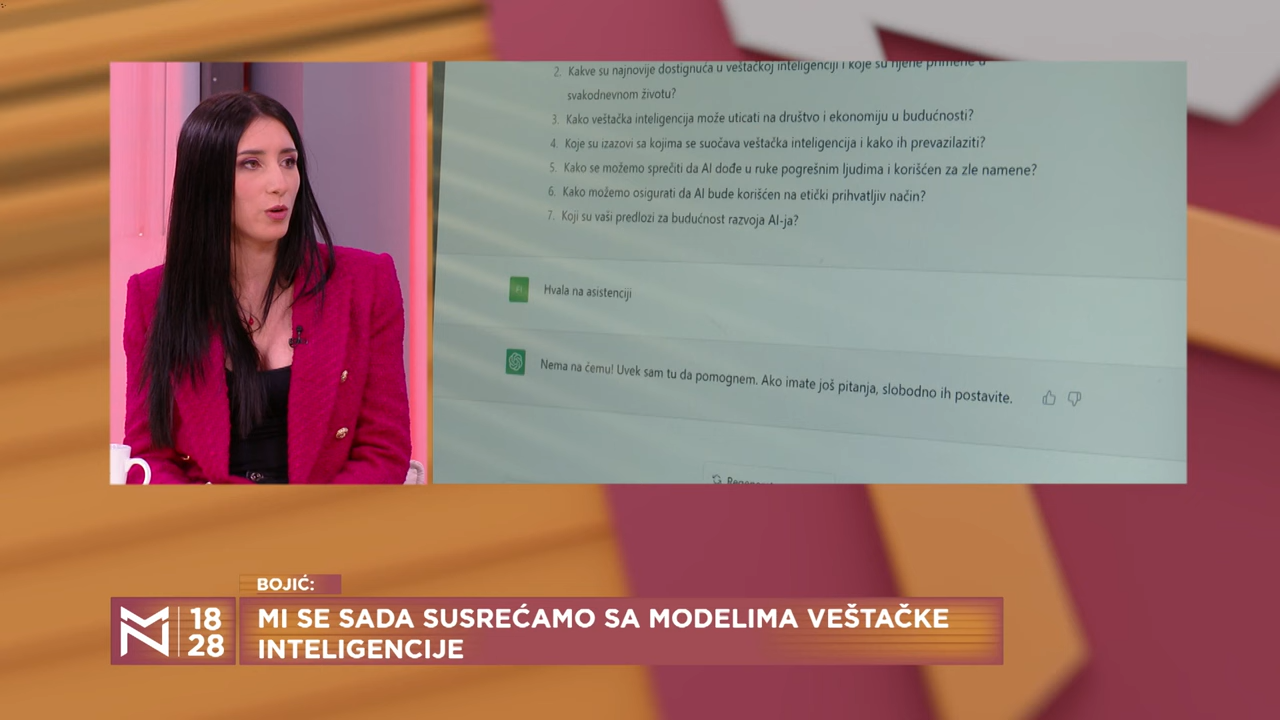 2. Kakve su najnovije dostignuća u veštačkoj inteligenciji i koje su njene primene u
svakodnevnom životu?
3. Kako veštačka inteligencija može uticati na društvo i ekonomiju u budućnosti?
4. Koje su izazovi sa kojima se suočava veštačka inteligencija i kako ih prevazilaziti?
5. Kako se možemo sprečiti da AI dođe u ruke pogrešnim ljudima i korišćen za zle namene?
6. Kako možemo osigurati da AI bude korišćen na etički prihvatljiv način?
7. Koji su vaši predlozi za budućnost razvoja AI-ja?
Hvala na asistenciji
Nema na čemu! Uvek sam tu da pomognem. Ako imate još pitanja, slobodno ih postavite.
BOJIĆ:
18
28
MI SE SADA SUSREĆAMO SA MODELIMA VEŠTAČKE
INTELIGENCIJE